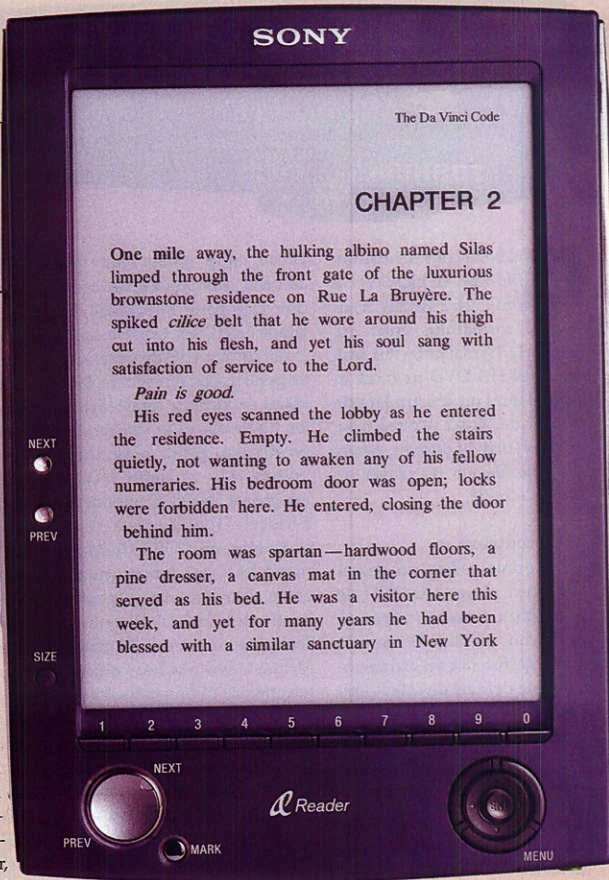 SONY
The Da Vinci Code
CHAPTER 2
One mile away, the hulking albino named Silas
limped through the front gate of the luxurious
brownstone residence on Rue La Bruyère. The
spiked cilice belt that he wore around his thigh
cut into his flesh, and yet his soul sang with
satisfaction of service to the Lord.
Pain is good.
His red eyes scanned the lobby as he entered
the residence. Empty. He climbed the stairs
quietly, not wanting to awaken any of his fellow
numeraries. His bedroom door was open; locks
were forbidden here. He entered, closing the door
behind him.
The room was spartan—hardwood floors, a
pine dresser, a canvas mat in the corner that
served as his bed. He was a visitor here this
week, and yet for many years he had been
blessed with a similar sanctuary in New York
NEXT
PREV
SIZE
1 2 3 4 5 6 7 8 9 0
NEXT
PREV
MARK
Reader
MENU